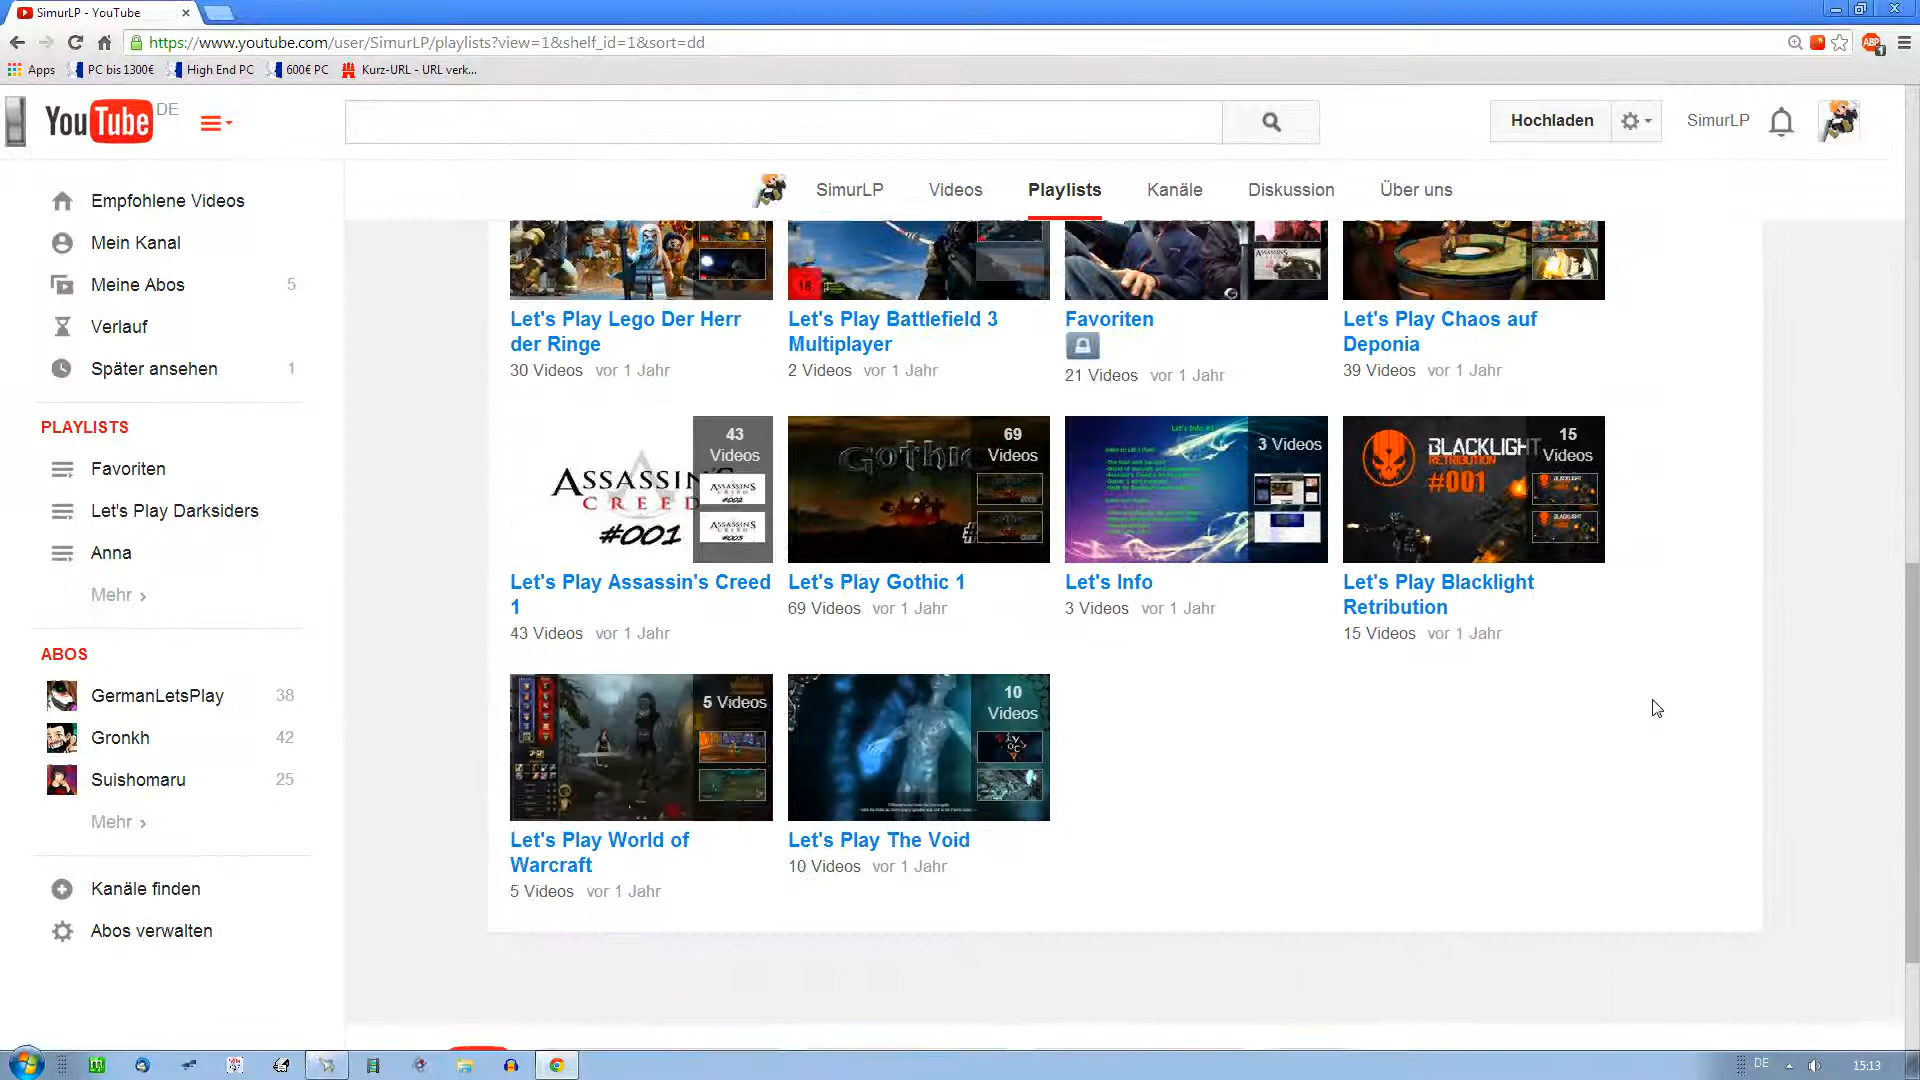 SimurLP - YouTube
https://www.youtube.com/user/SimurLP/playlists?view=1&shelf_id=1&sort=dd
ABP
1
Apps
PC bis 1300€
High End PC
600€ PC
Kurz-URL - URL verk...
YouTube DE
Hochladen
SimurLP
SimurLP
Videos
Playlists
Kanäle
Diskussion
Über uns
Empfohlene Videos
Mein Kanal
Meine Abos 5
Verlauf
Später ansehen 1
PLAYLISTS
Favoriten
Let's Play Darksiders
Anna
Mehr
ABOS
GermanLetsPlay 38
Gronkh 42
Suishomaru 25
Mehr
Kanäle finden
Abos verwalten
18
Let's Play Lego Der Herr
der Ringe
30 Videos vor 1 Jahr
Let's Play Battlefield 3
Multiplayer
2 Videos vor 1 Jahr
Favoriten
21 Videos vor 1 Jahr
Let's Play Chaos auf
Deponia
39 Videos vor 1 Jahr
ASSASSIN'S
CREED
#001
43
Videos
Let's Play Assassin's Creed
1
43 Videos vor 1 Jahr
Gothic
69
Videos
Let's Play Gothic 1
69 Videos vor 1 Jahr
Let's Info #1
3 Videos
Let's Info
3 Videos vor 1 Jahr
BLACKLIGHT
RETRIBUTION
#001
15
Videos
Let's Play Blacklight
Retribution
15 Videos vor 1 Jahr
5 Videos
Let's Play World of
Warcraft
5 Videos vor 1 Jahr
10
Videos
Let's Play The Void
10 Videos vor 1 Jahr
DE
15:13